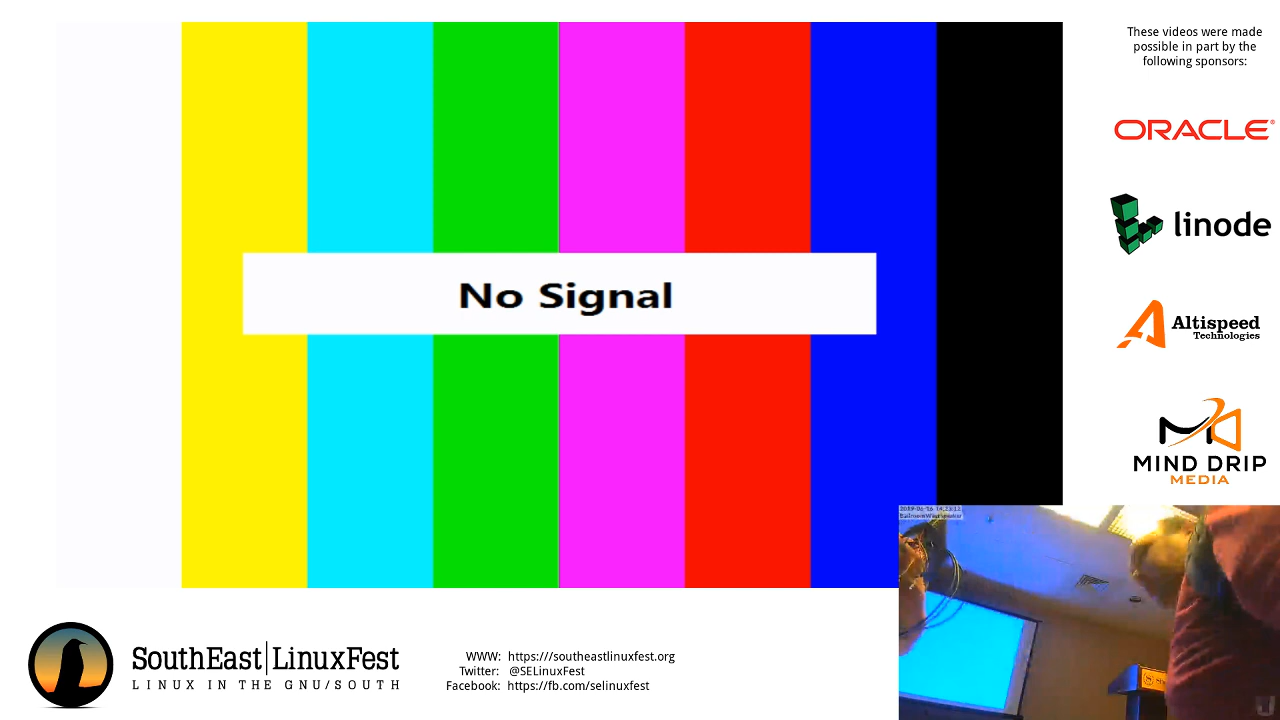 These videos were made
possible in part by the
following sponsors:
ORACLE®
linode
Altispeed
Technologies
MIND DRIP
MEDIA
No Signal
SouthEast LinuxFest
LINUX IN THE GNU/SOUTH
WWW: https://southeastlinuxfest.org
Twitter: @SELinuxFest
Facebook: https://fb.com/selinuxfest